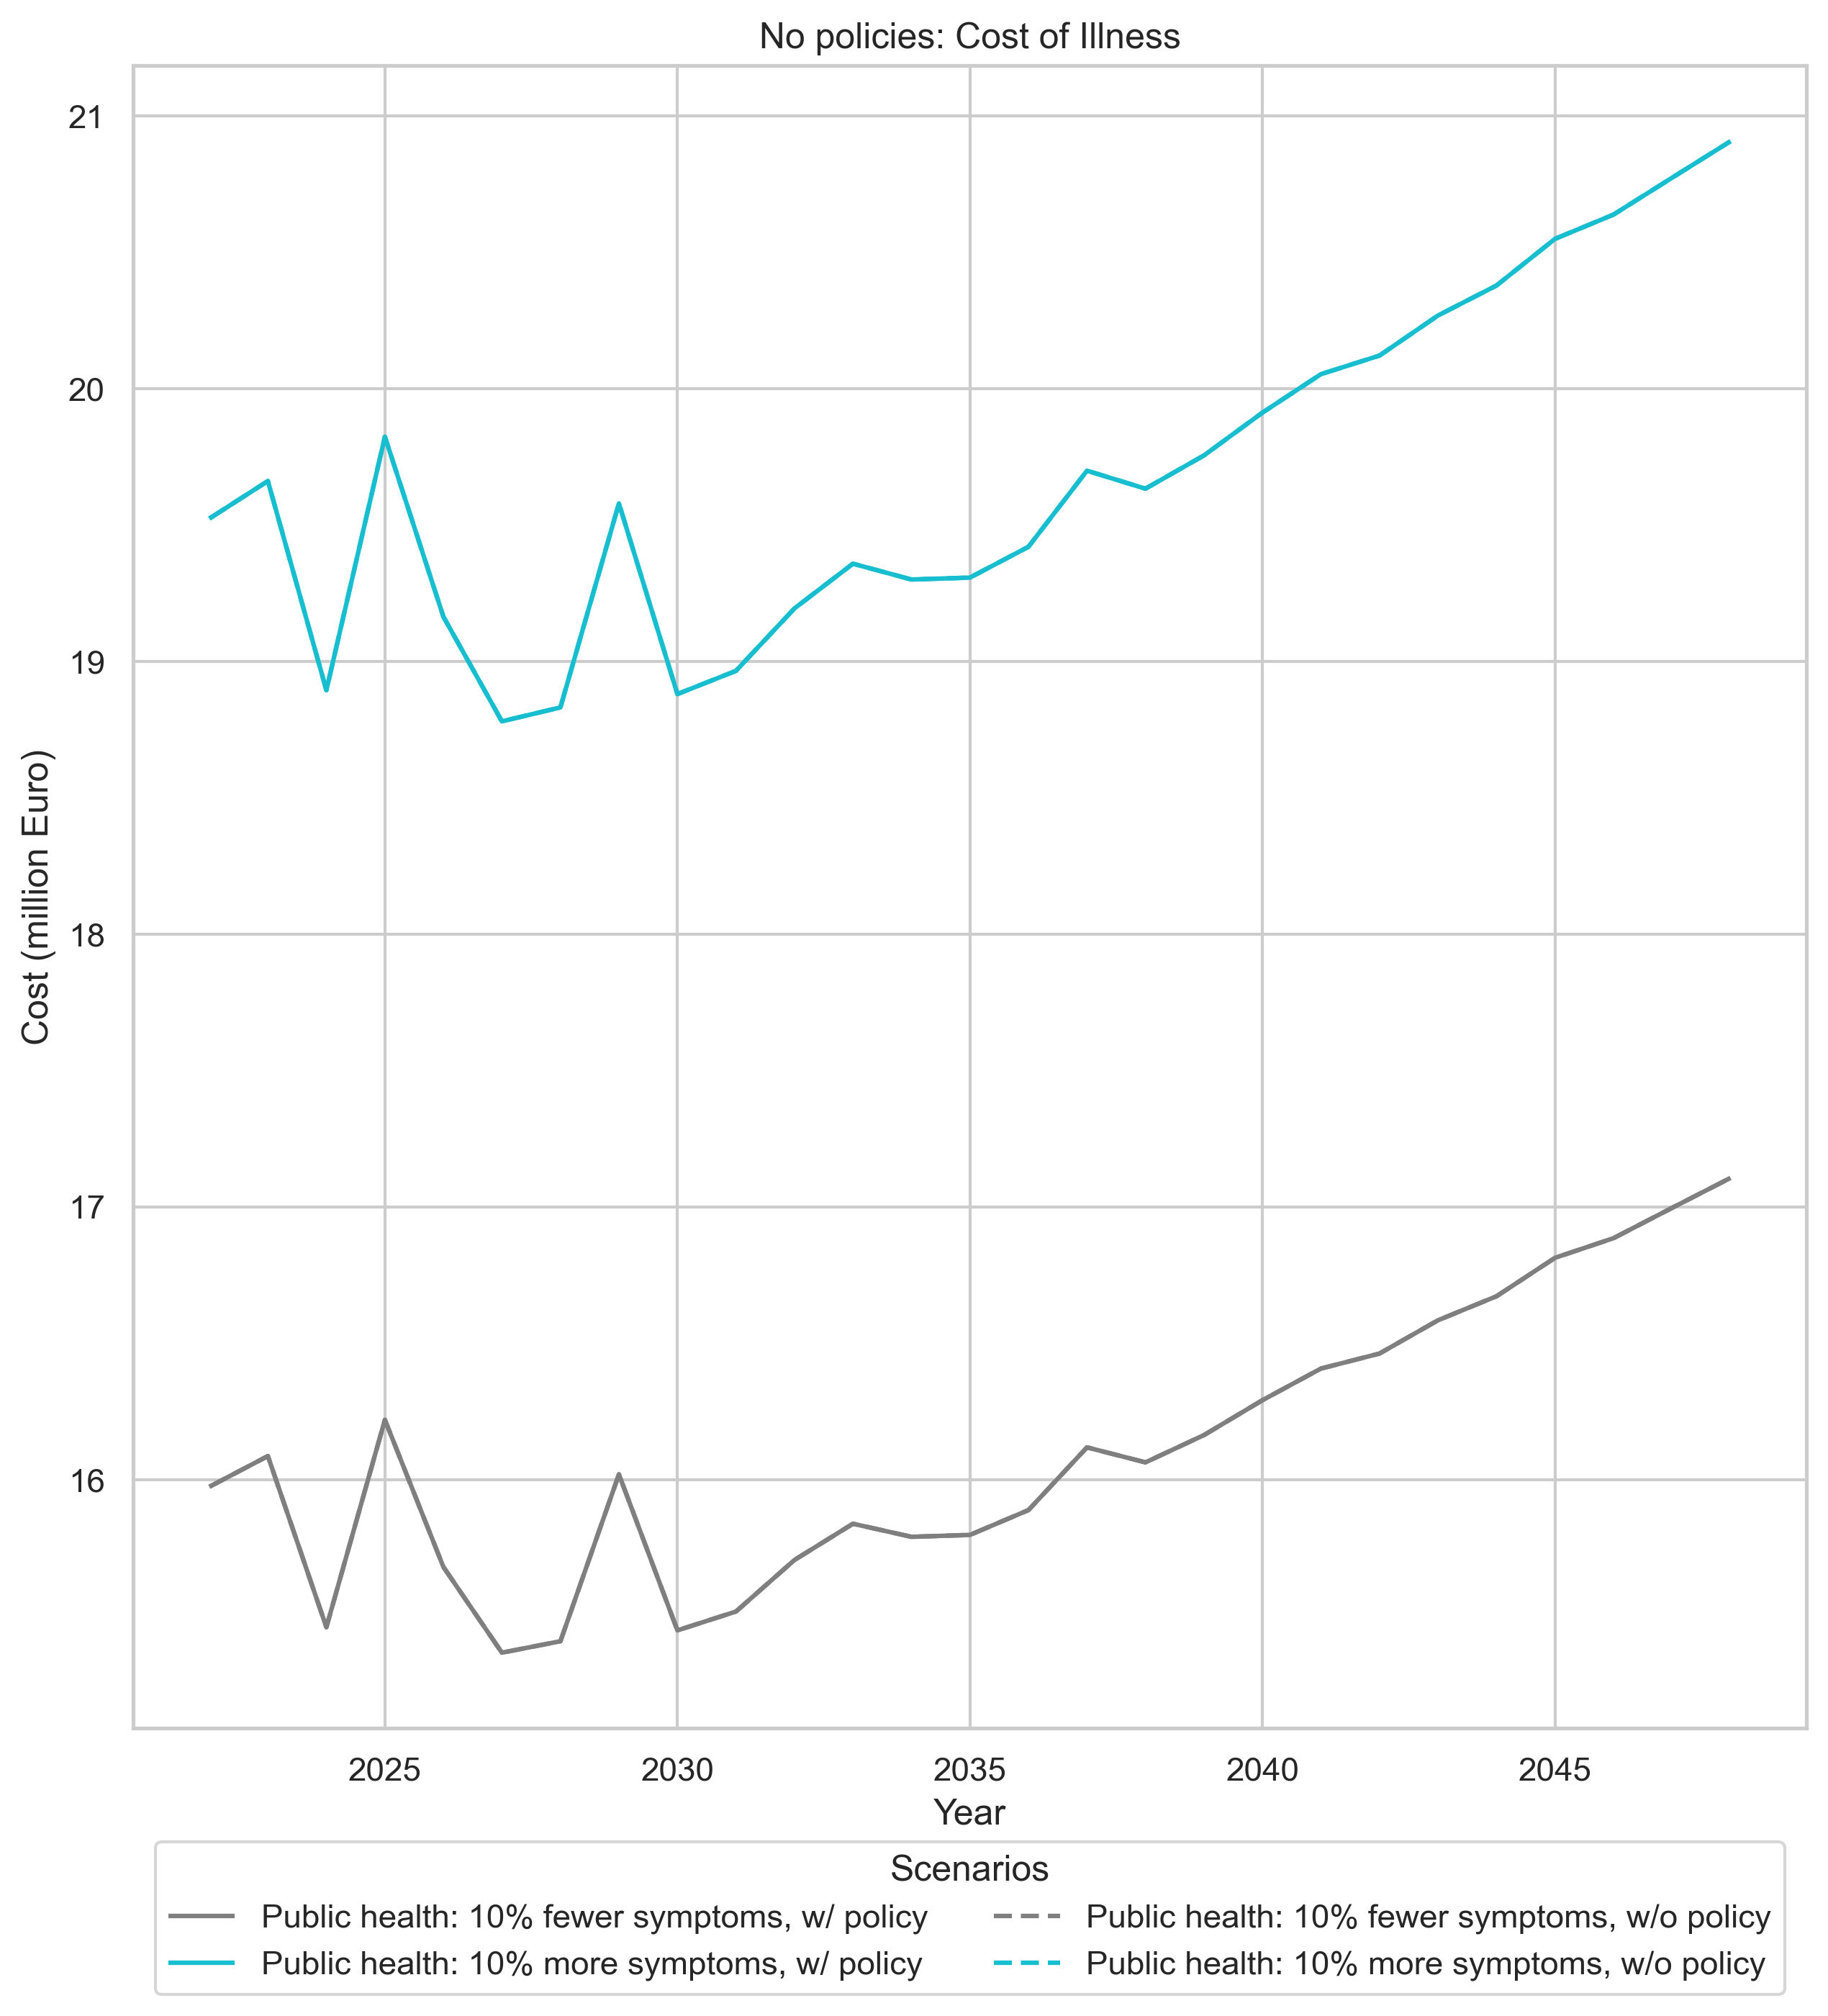 No policies: Cost of Illness
Cost (million Euro)
21
20
19
18
17
16
2025 2030 2035 2040 2045
Year
Scenarios
Public health: 10% fewer symptoms, w/ policy
Public health: 10% more symptoms, w/ policy
Public health: 10% fewer symptoms, w/o policy
Public health: 10% more symptoms, w/o policy